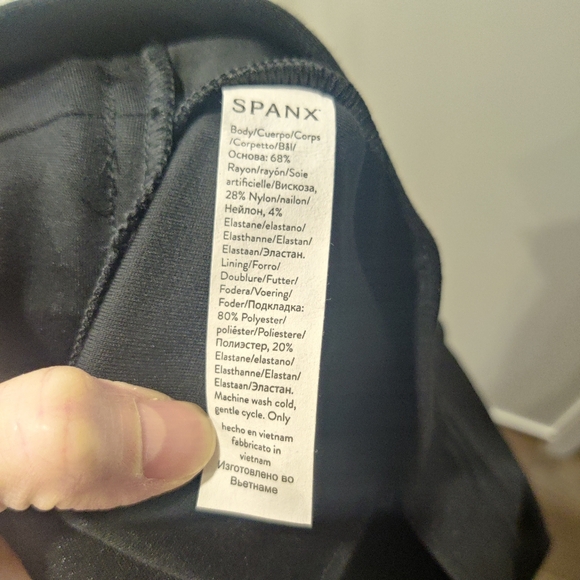 SPANX
Body/Cuerpo/Corps
/Corpetto/Bål/
Основа: 68%
Rayon/rayón/Soie
artificielle/Вискоза,
28% Nylon/nailon/
Нейлон, 4%
Elastane/elastano/
Elasthanne/Elastan/
Elastaan/Эластан.
Lining/Forro/
Doublure/Futter/
Fodera/Voering/
Foder/Подкладка:
80% Polyester/
poliéster/Poliestere/
Полиэстер, 20%
Elastane/elastano/
Elasthanne/Elastan/
Elastaan/Эластан.
Machine wash cold,
gentle cycle. Only
hecho en vietnam
fabbricato in
vietnam
Изготовлено во
Вьетнаме